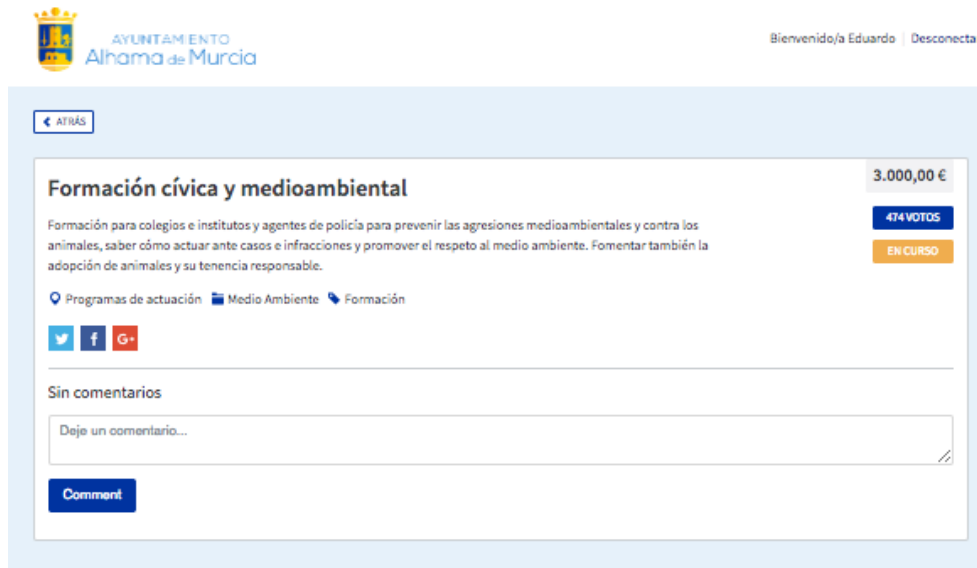 AYUNTAMIENTO
Alhama de Murcia
Bienvenido/a Eduardo | Desconecta
ATRÁS
Formación cívica y medioambiental
3.000,00 €
474 VOTOS
EN CURSO
Formación para colegios e institutos y agentes de policía para prevenir las agresiones medioambientales y contra los
animales, saber cómo actuar ante casos e infracciones y promover el respeto al medio ambiente. Fomentar también la
adopción de animales y su tenencia responsable.
Programas de actuación Medio Ambiente Formación
f G+
Sin comentarios
Deje un comentario...
Comment